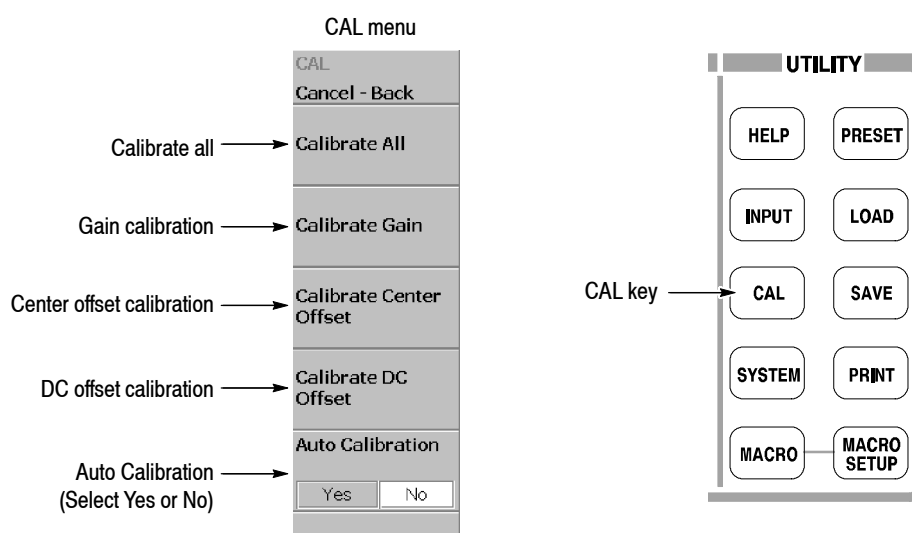 CAL menu
CAL
Cancel - Back
Calibrate all
Calibrate All
Gain calibration
Calibrate Gain
Center offset calibration
Calibrate Center
Offset
DC offset calibration
Calibrate DC
Offset
Auto Calibration
(Select Yes or No)
Auto Calibration
Yes No
UTILITY
HELP PRESET
INPUT LOAD
CAL key
CAL SAVE
SYSTEM PRINT
MACRO MACRO
SETUP